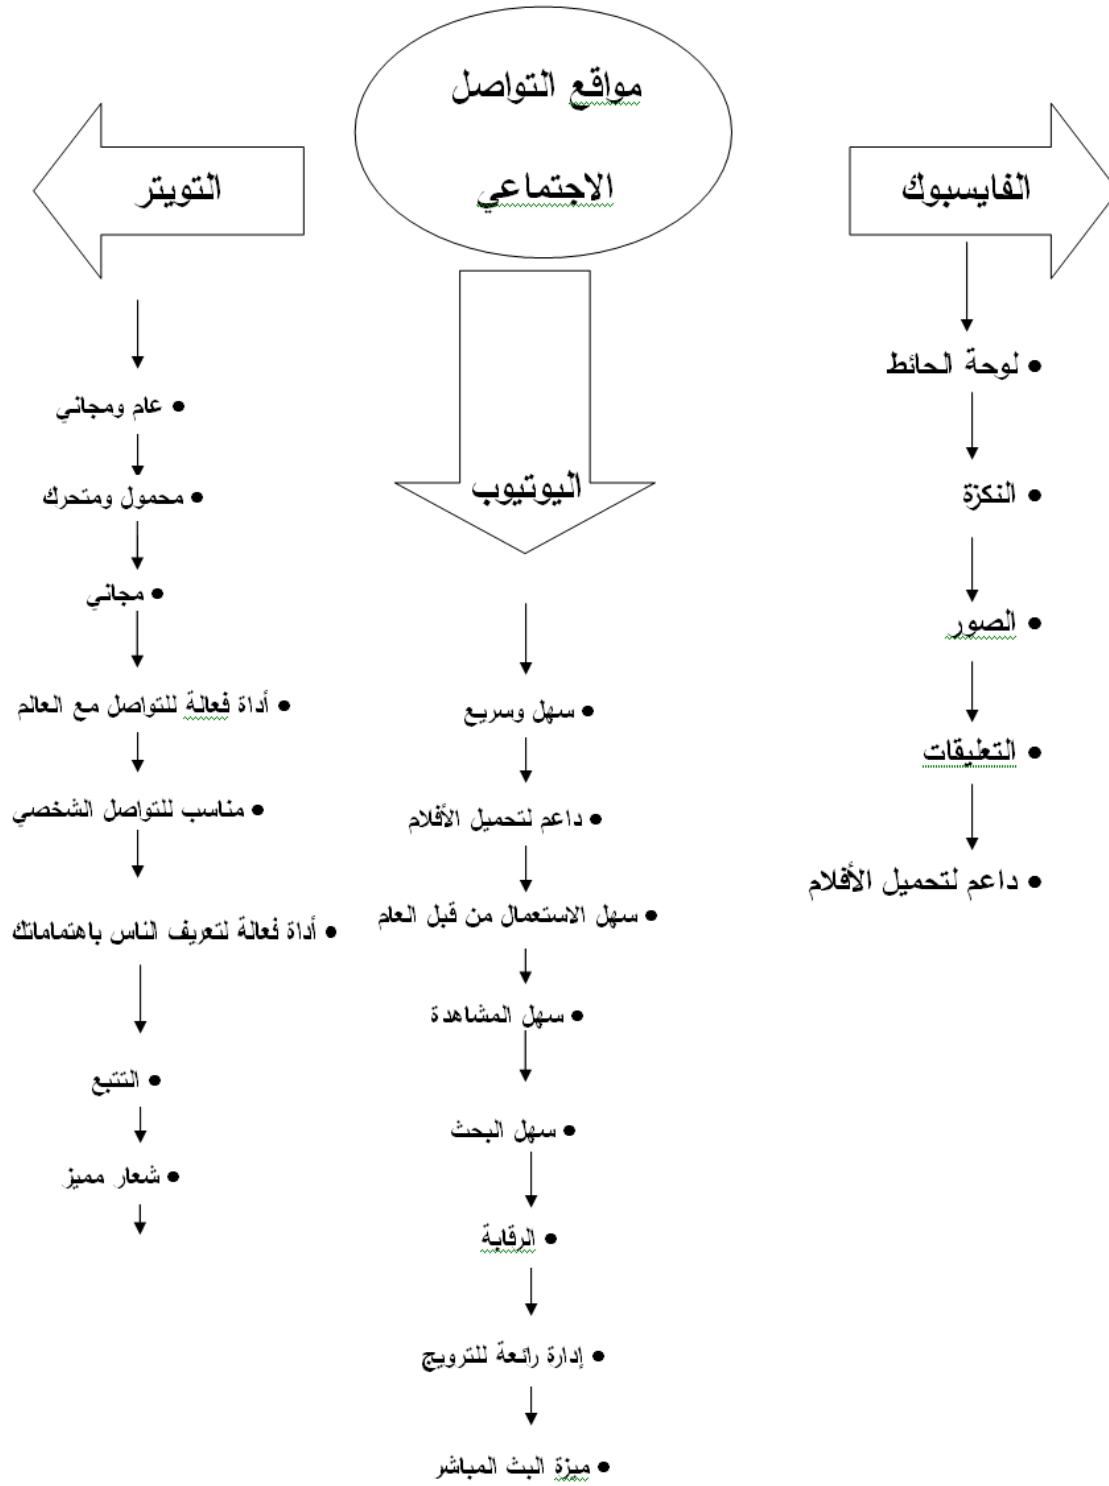 مواقع التواصل
الاجتماعي
الفايسبوك
• لوحة الحائط
• النكزة
• الصور
• التعليقات
• داعم لتحميل الأفلام
اليوتيوب
• سهل وسريع
• داعم لتحميل الأفلام
• سهل الاستعمال من قبل العام
• سهل المشاهدة
• سهل البحث
• الرقابة
• إدارة رائعة للترويج
• ميزة البث المباشر
التويتر
• عام ومجاني
• محمول ومتحرك
• مجاني
• أداة فعالة للتواصل مع العالم
• مناسب للتواصل الشخصي
• أداة فعالة لتعريف الناس باهتماماتك
• التتبع
• شعار مميز